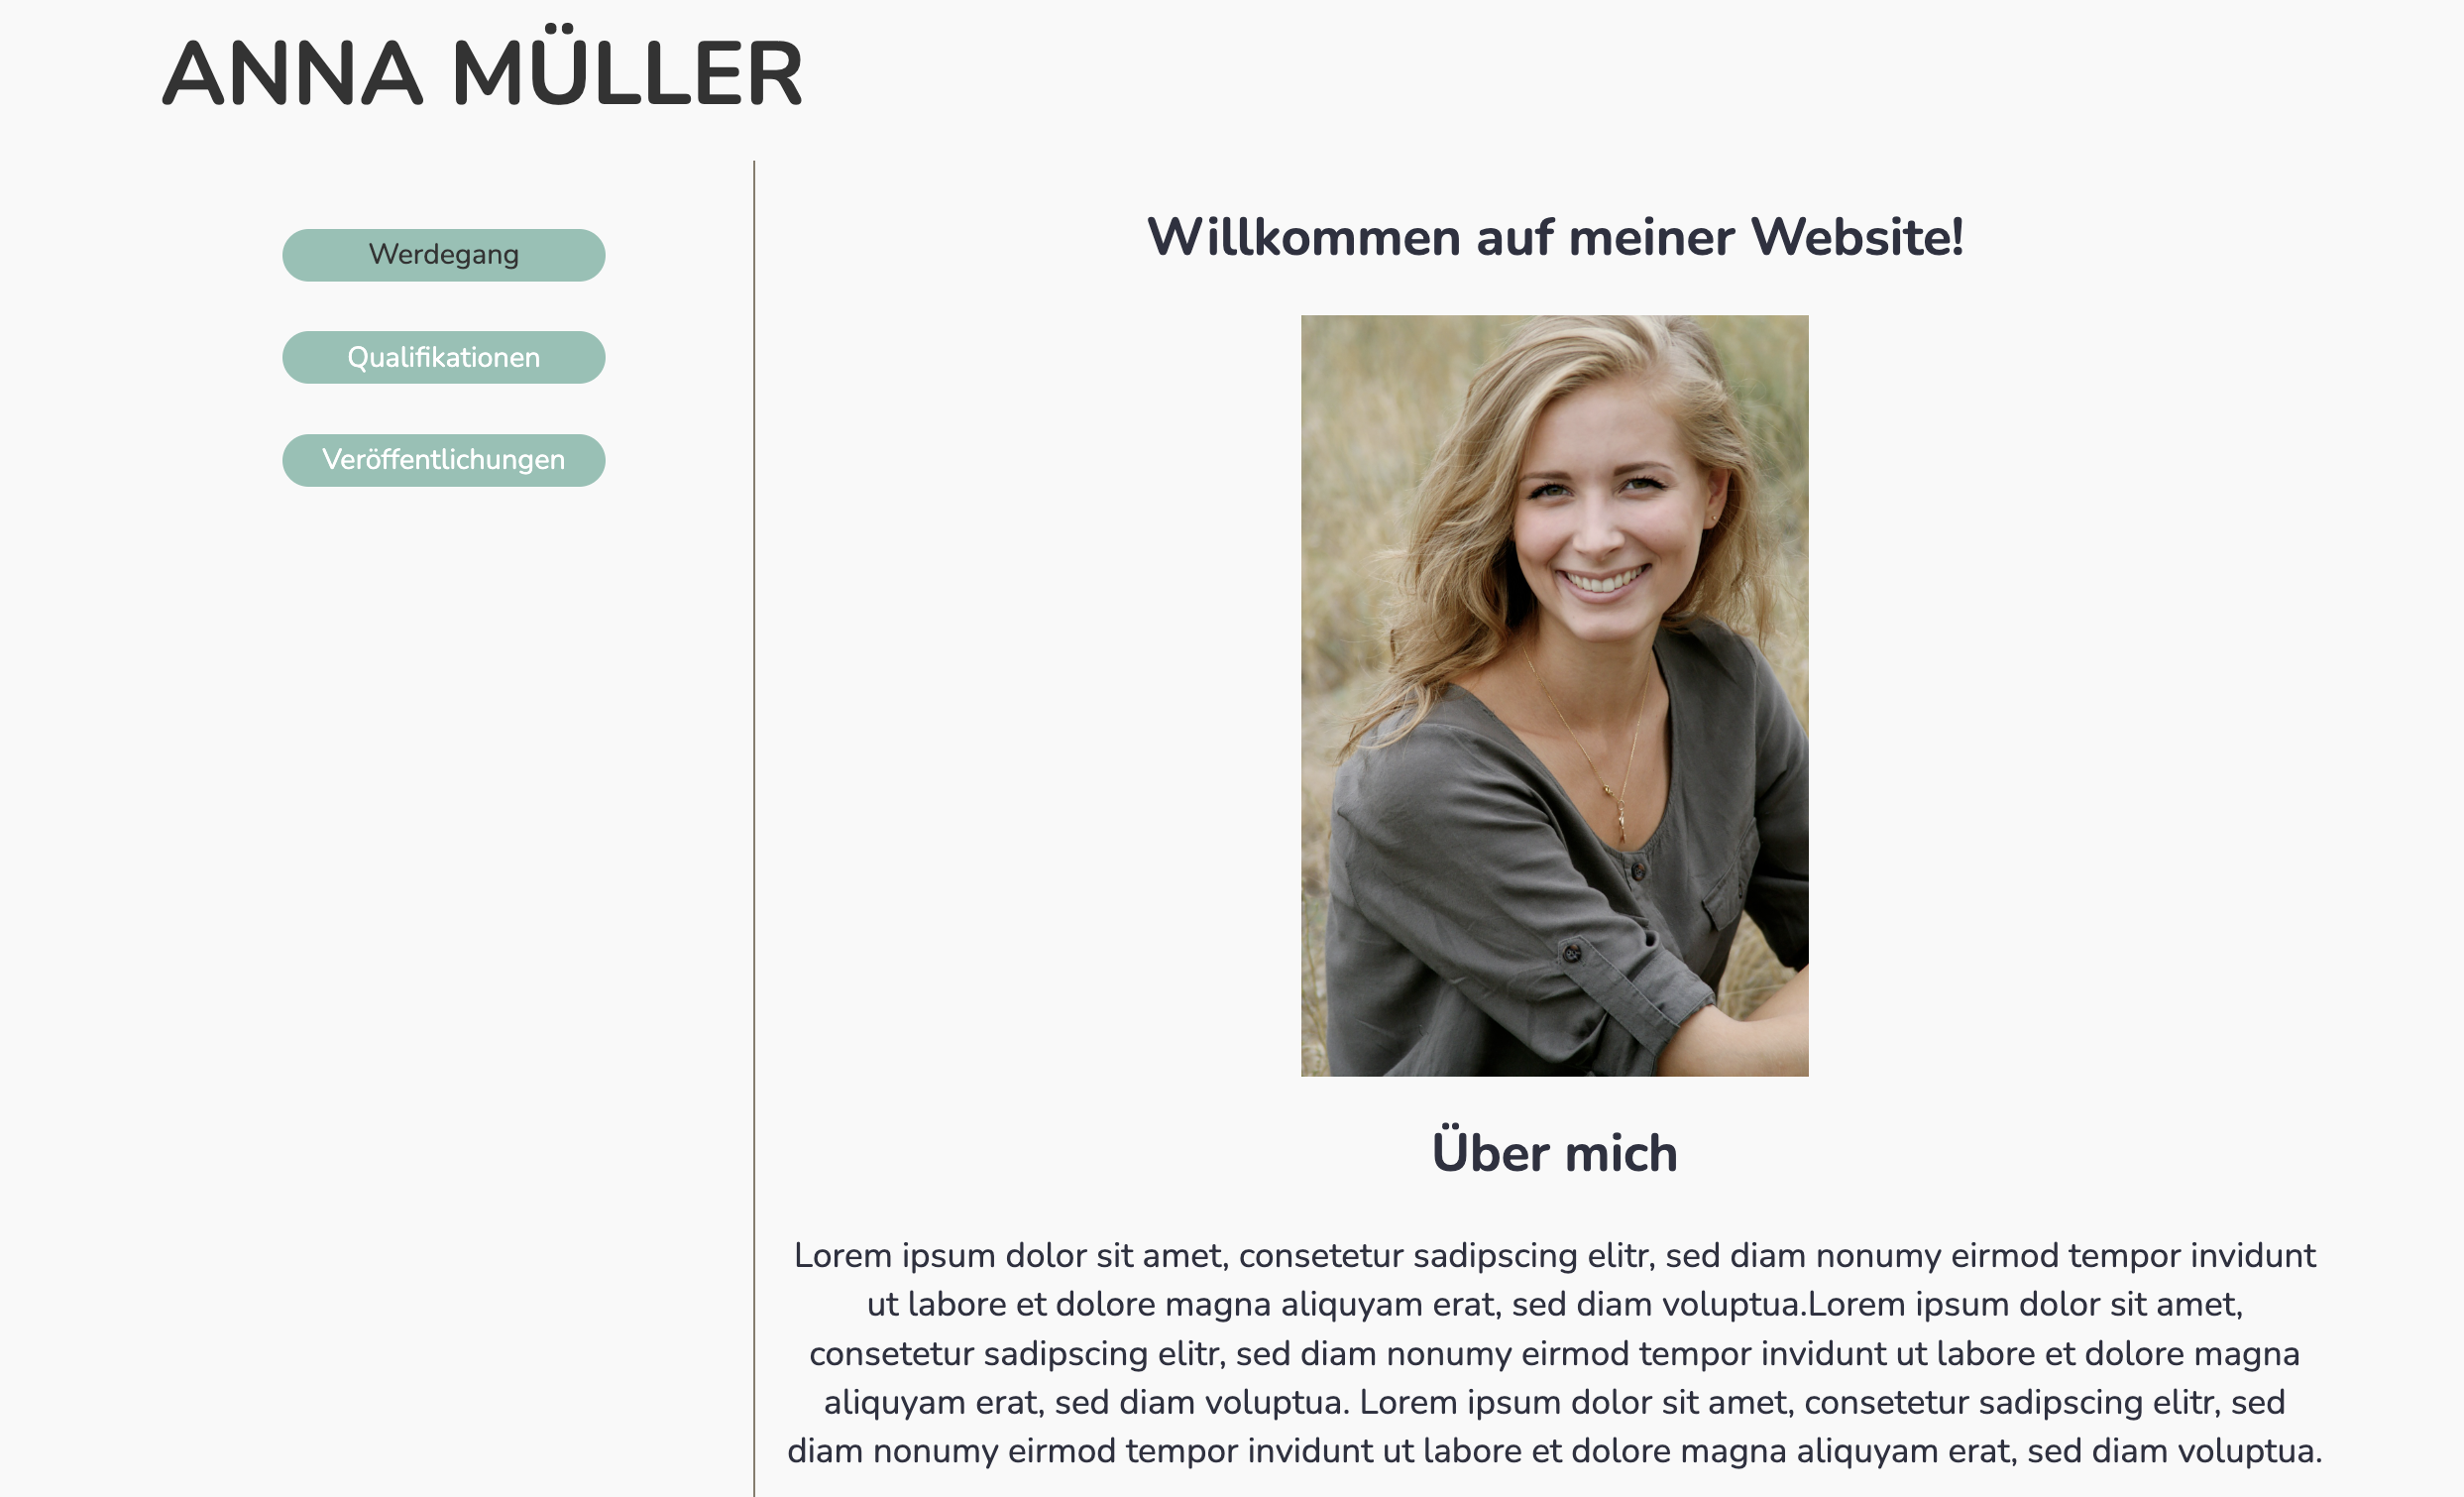 ANNA MÜLLER
Werdegang
Qualifikationen
Veröffentlichungen
Willkommen auf meiner Website!
Über mich
Lorem ipsum dolor sit amet, consetetur sadipscing elitr, sed diam nonumy eirmod tempor invidunt
ut labore et dolore magna aliquyam erat, sed diam voluptua.Lorem ipsum dolor sit amet,
consetetur sadipscing elitr, sed diam nonumy eirmod tempor invidunt ut labore et dolore magna
aliquyam erat, sed diam voluptua. Lorem ipsum dolor sit amet, consetetur sadipscing elitr, sed
diam nonumy eirmod tempor invidunt ut labore et dolore magna aliquyam erat, sed diam voluptua.